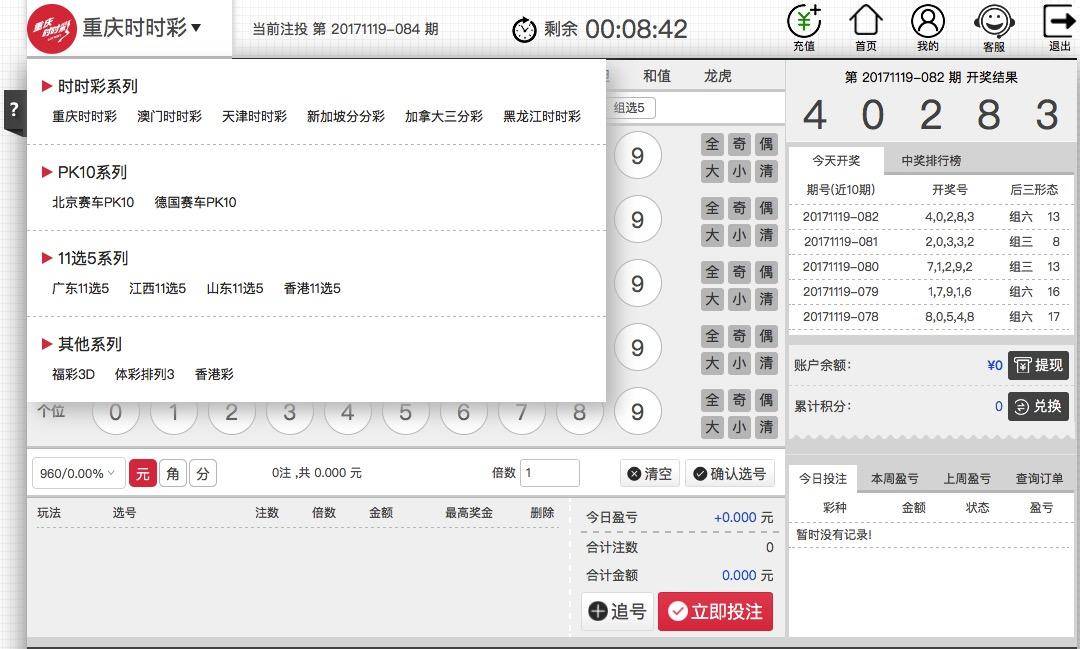 重庆时时彩
重庆时时彩▼
当前注投 第 20171119-084 期
剩余 00:08:42
充值
首页
我的
客服
退出
?
▶ 时时彩系列
重庆时时彩 澳门时时彩 天津时时彩 新加坡分分彩 加拿大三分彩 黑龙江时时彩
▶ PK10系列
北京赛车PK10 德国赛车PK10
▶ 11选5系列
广东11选5 江西11选5 山东11选5 香港11选5
▶ 其他系列
福彩3D 体彩排列3 香港彩
和值 龙虎
组选5
9 全 奇 偶
大 小 清
9 全 奇 偶
大 小 清
9 全 奇 偶
大 小 清
9 全 奇 偶
大 小 清
个位 0 1 2 3 4 5 6 7 8 9 全 奇 偶
大 小 清
960/0.00% 元 角 分 0注 ,共 0.000 元 倍数 1 清空 确认选号
玩法 选号 注数 倍数 金额 最高奖金 删除
今日盈亏 +0.000 元
合计注数 0
合计金额 0.000 元
追号 立即投注
第 20171119-082 期 开奖结果
4 0 2 8 3
今天开奖 中奖排行榜
期号(近10期) 开奖号 后三形态
20171119-082 4,0,2,8,3 组六 13
20171119-081 2,0,3,3,2 组三 8
20171119-080 7,1,2,9,2 组三 13
20171119-079 1,7,9,1,6 组六 16
20171119-078 8,0,5,4,8 组六 17
账户余额: ¥0 提现
累计积分: 0 兑换
今日投注 本周盈亏 上周盈亏 查询订单
彩种 金额 状态 盈亏
暂时没有记录!